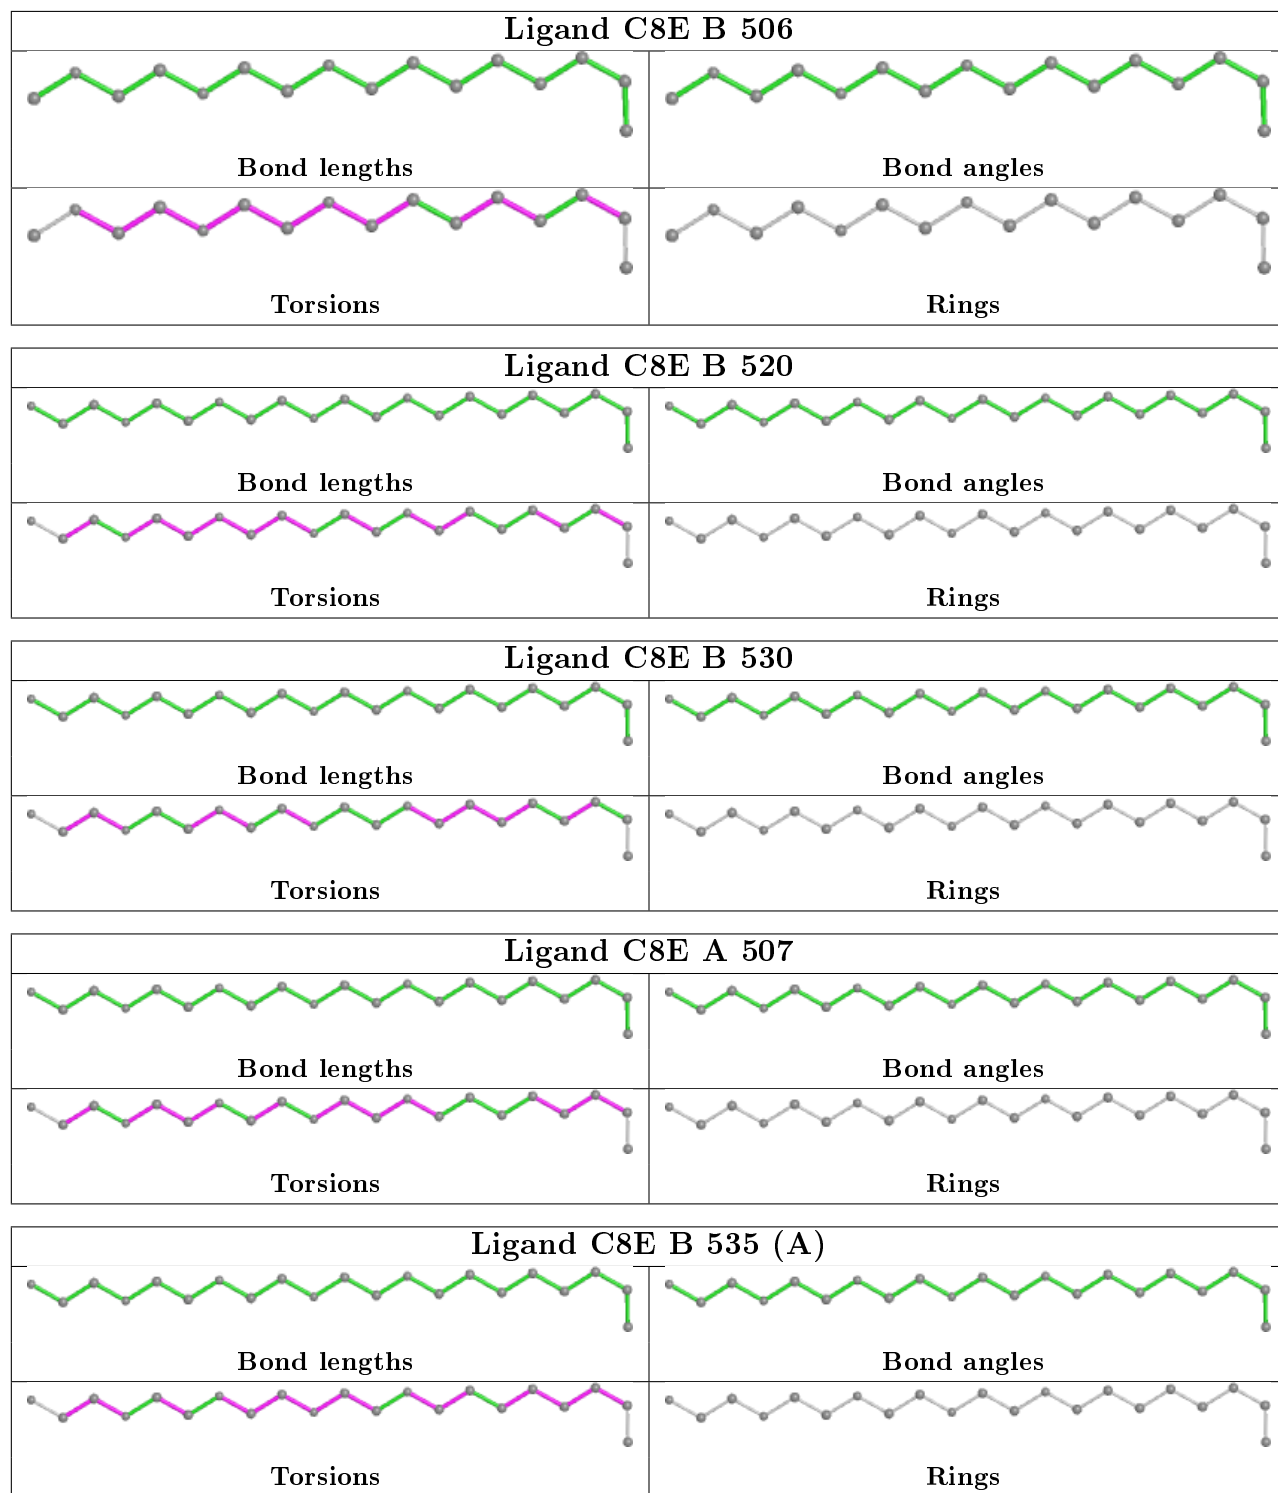 Ligand C8E B 506
Bond lengths
Bond angles
Torsions
Rings
Ligand C8E B 520
Bond lengths
Bond angles
Torsions
Rings
Ligand C8E B 530
Bond lengths
Bond angles
Torsions
Rings
Ligand C8E A 507
Bond lengths
Bond angles
Torsions
Rings
Ligand C8E B 535 (A)
Bond lengths
Bond angles
Torsions
Rings